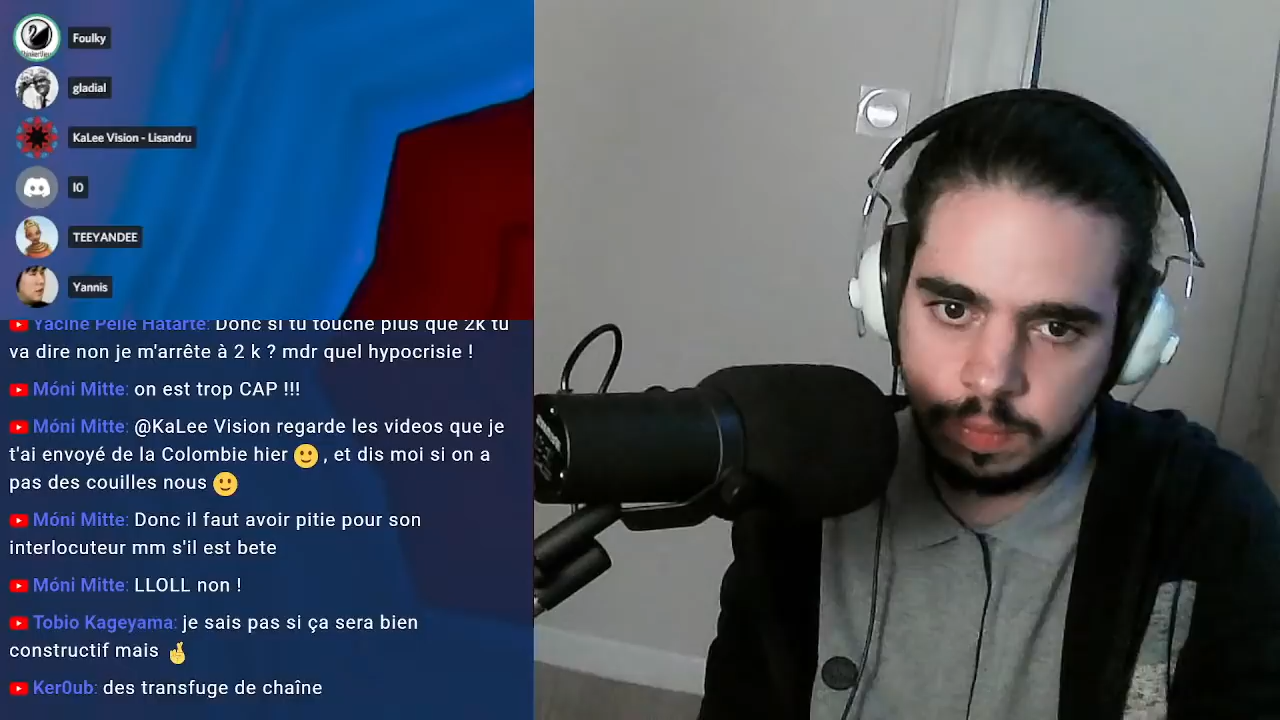 Foulky
gladial
KaLee Vision - Lisandru
IO
TEEYANDEE
Yannis
Yacine Pelle Hatarte: Donc si tu touche plus que 2k tu
va dire non je m'arrête à 2 k ? mdr quel hypocrisie !
Móni Mitte: on est trop CAP !!!
Móni Mitte: @KaLee Vision regarde les videos que je
t'ai envoyé de la Colombie hier 🙂 , et dis moi si on a
pas des couilles nous 🙂
Móni Mitte: Donc il faut avoir pitie pour son
interlocuteur mm s'il est bete
Móni Mitte: LLOLL non !
Tobio Kageyama: je sais pas si ça sera bien
constructif mais 🤞
Ker0ub: des transfuge de chaîne